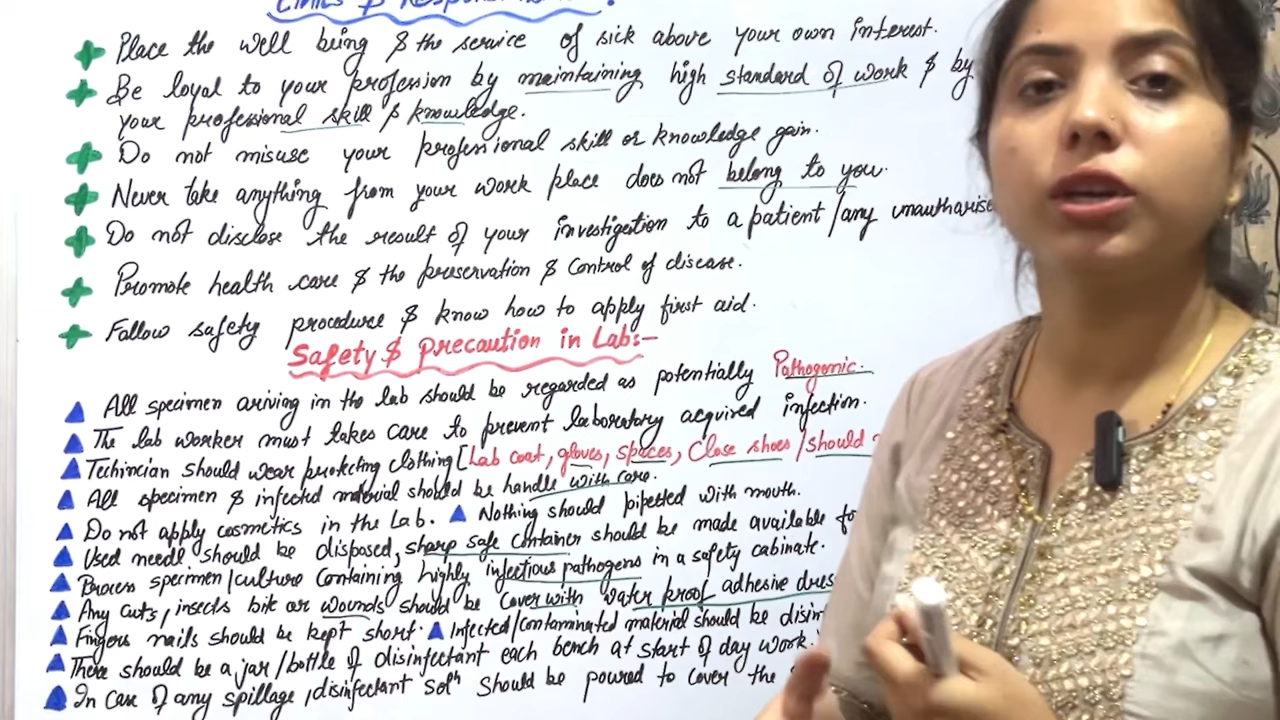 Ethics & Responsi
Place the well being & the service of sick above your own interest.
Be loyal to your profession by maintaining high standard of work & by
your professional skill & knowledge.
Do not misuse your professional skill or knowledge gain.
Never take anything from your work place does not belong to you.
Do not disclose the result of your investigation to a patient/any unautharise
Promote health care & the preservation & Control of disease.
Follow safety procedure & know how to apply first aid.
Safety & Precaution in Lab:-
All specimen ariving in the lab should be regarded as potentially Pathogenic.
The lab worker must takes care to prevent laboratory acquired infection.
Techincian should wear protecting clothing [Lab coat, gloves, spaces, Close shoes/should
All specimen & infected material should be handle with care.
Do not apply cosmetics in the Lab. Nothing should pipetted with mouth.
Used needle should be disposed, sharp safe container should be made available fo
Process specimen/culture Containing highly infectious pathogens in a safety cabinate.
Any cuts, insects bite or wounds should be cover with water proof adhesive dres
Fingers nails should be kept short. Infected/contaminated material should be disin
There should be a jar/bottle of disinfectant each bench at start of day work.
In case of any spillage, disinfectant solⁿ should be poured to cover the